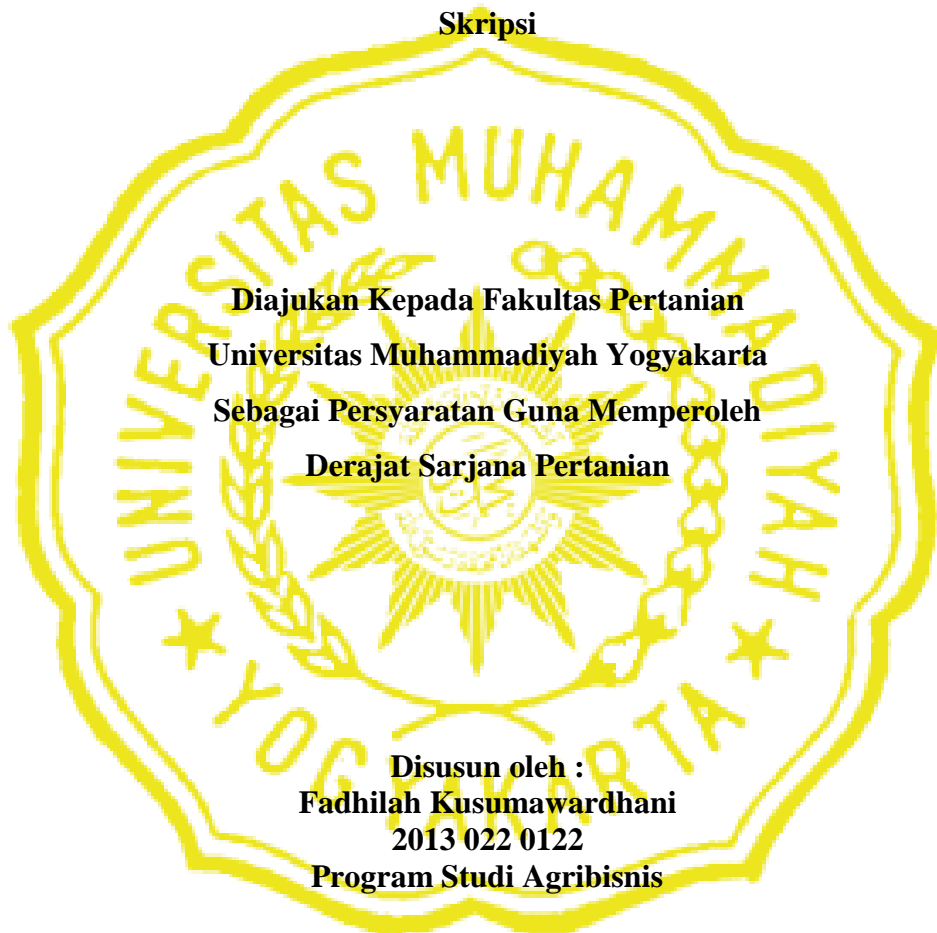 Skripsi
UNIVERSITAS MUHAMMADIYAH
Diajukan Kepada Fakultas Pertanian
Universitas Muhammadiyah Yogyakarta
Sebagai Persyaratan Guna Memperoleh
Derajat Sarjana Pertanian
★ YOGYAKARTA ★
Disusun oleh :
Fadhilah Kusumawardhani
2013 022 0122
Program Studi Agribisnis